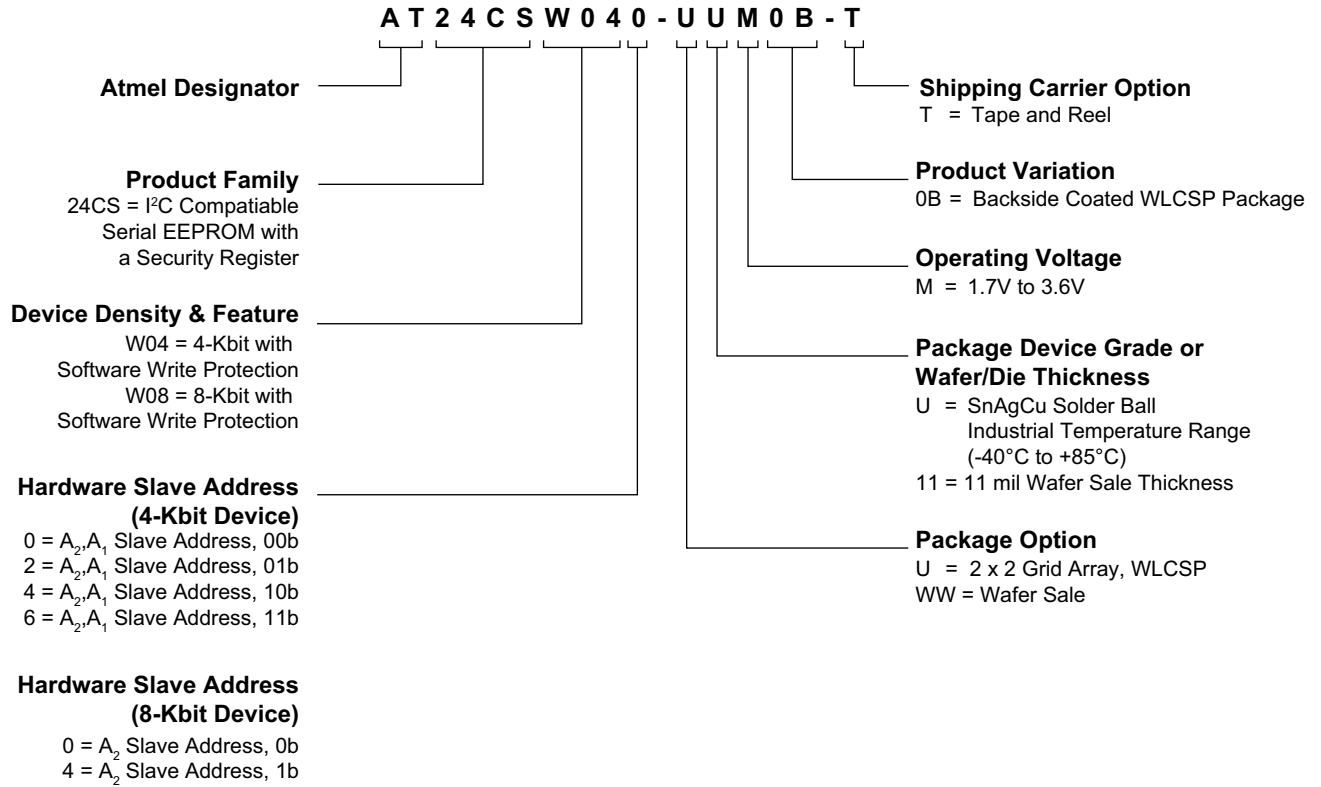 AT24CSW040-UUM0B-T
Atmel Designator
Product Family
24CS = I²C Compatiable
Serial EEPROM with
a Security Register
Device Density & Feature
W04 = 4-Kbit with
Software Write Protection
W08 = 8-Kbit with
Software Write Protection
Hardware Slave Address
(4-Kbit Device)
0 = A₂,A₁ Slave Address, 00b
2 = A₂,A₁ Slave Address, 01b
4 = A₂,A₁ Slave Address, 10b
6 = A₂,A₁ Slave Address, 11b
Hardware Slave Address
(8-Kbit Device)
0 = A₂ Slave Address, 0b
4 = A₂ Slave Address, 1b
Shipping Carrier Option
T = Tape and Reel
Product Variation
0B = Backside Coated WLCSP Package
Operating Voltage
M = 1.7V to 3.6V
Package Device Grade or
Wafer/Die Thickness
U = SnAgCu Solder Ball
Industrial Temperature Range
(-40°C to +85°C)
11 = 11 mil Wafer Sale Thickness
Package Option
U = 2 x 2 Grid Array, WLCSP
WW = Wafer Sale